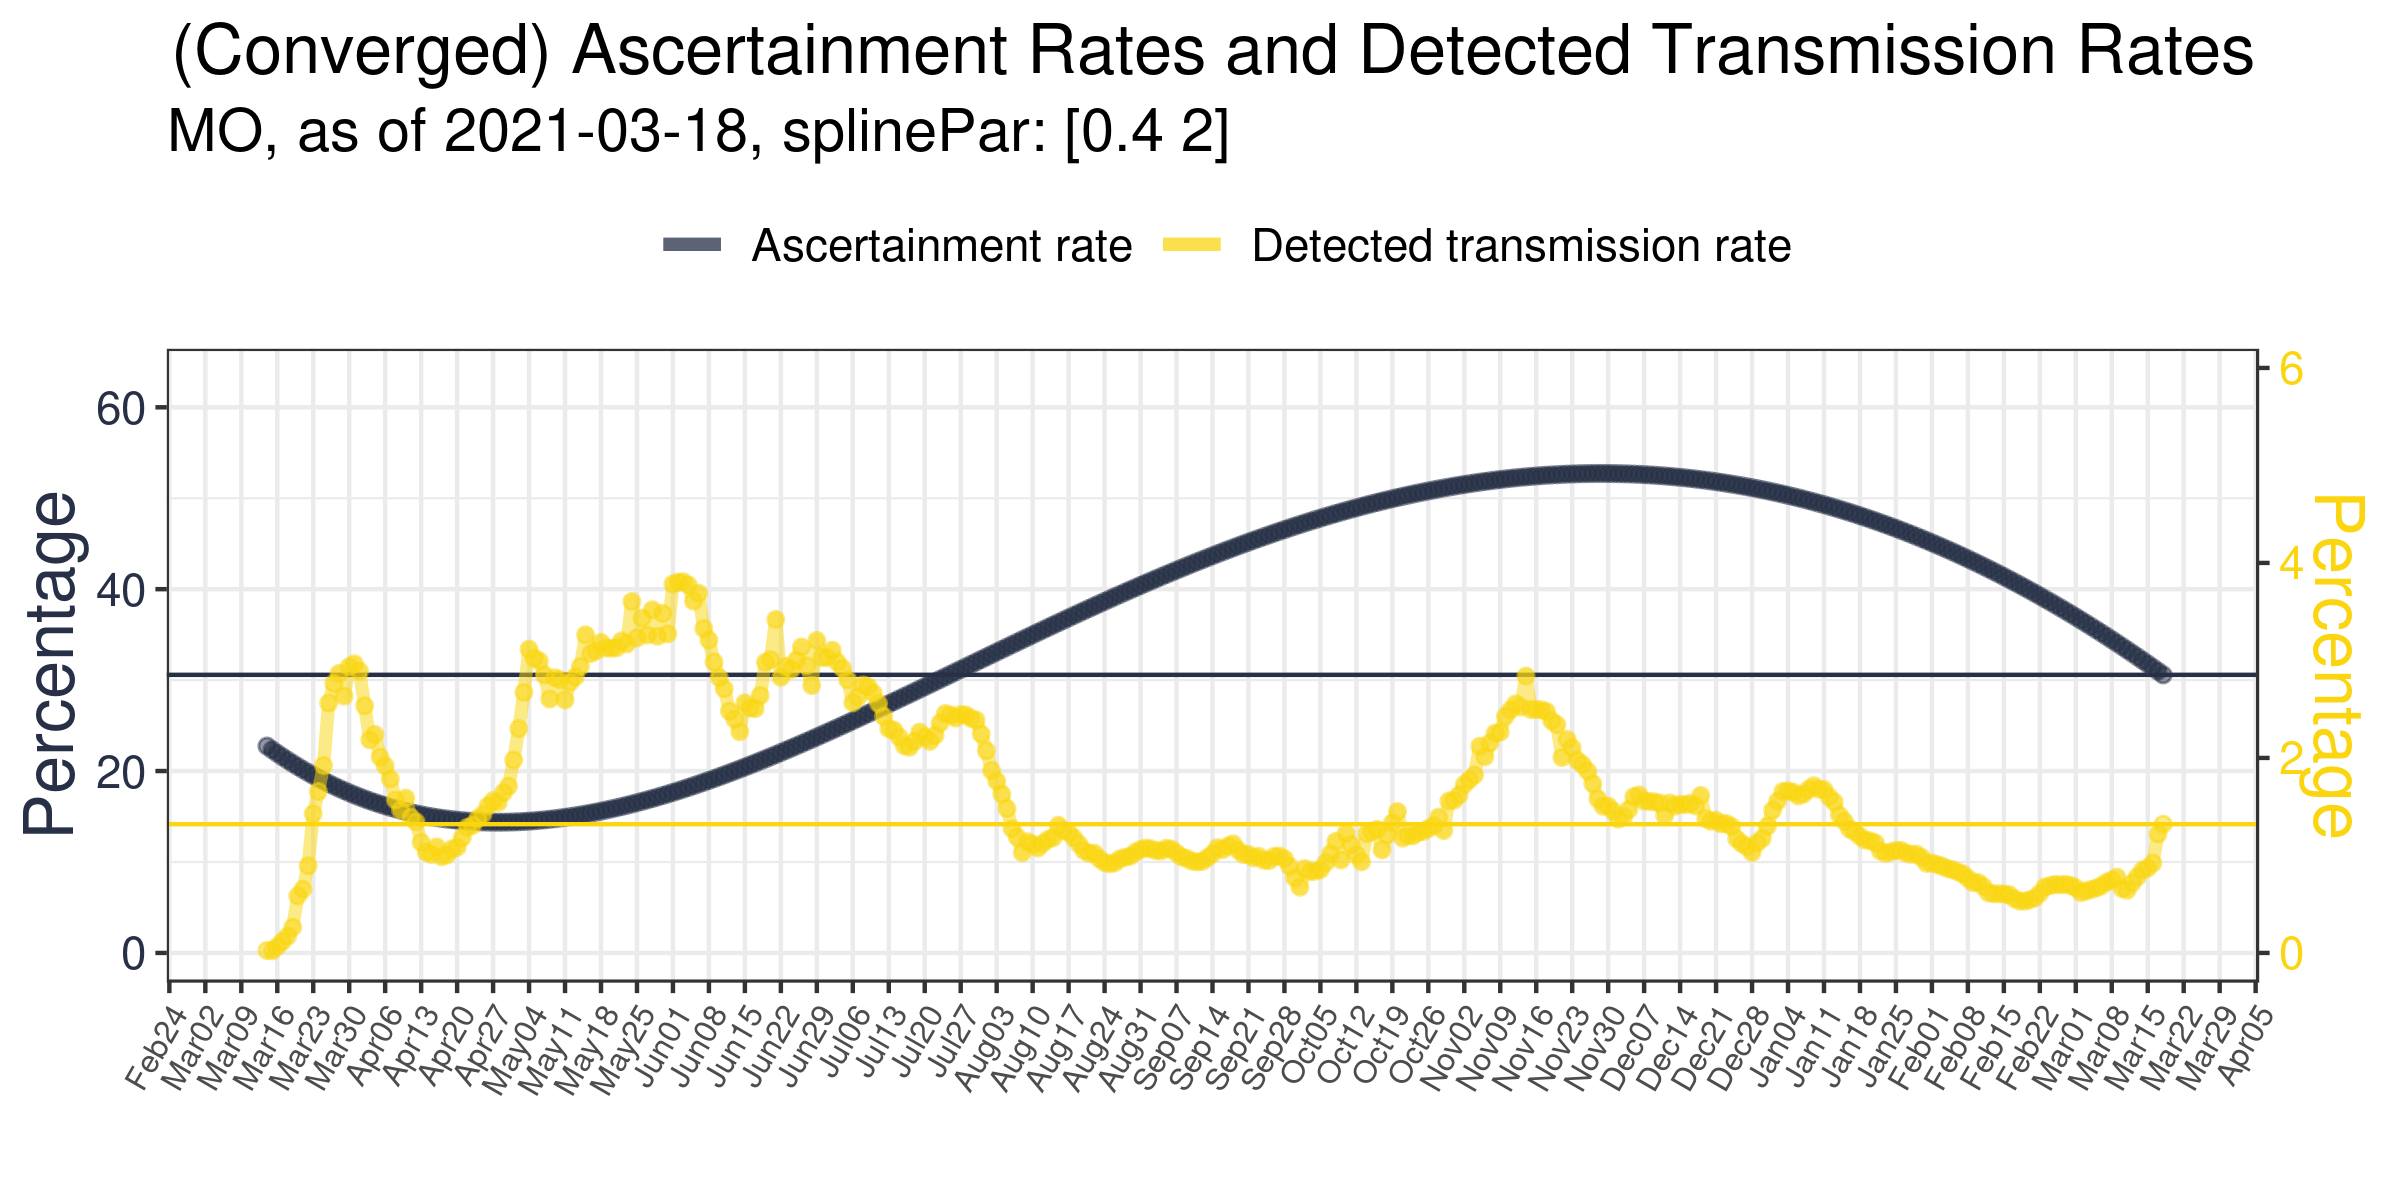 (Converged) Ascertainment Rates and Detected Transmission Rates
MO, as of 2021-03-18, splinePar: [0.4 2]
Ascertainment rate Detected transmission rate
Percentage
60
40
20
0
6
4
2
0
Percentage
Feb24 Mar02 Mar09 Mar16 Mar23 Mar30 Apr06 Apr13 Apr20 Apr27 May04 May11 May18 May25 Jun01 Jun08 Jun15 Jun22 Jun29 Jul06 Jul13 Jul20 Jul27 Aug03 Aug10 Aug17 Aug24 Aug31 Sep07 Sep14 Sep21 Sep28 Oct05 Oct12 Oct19 Oct26 Nov02 Nov09 Nov16 Nov23 Nov30 Dec07 Dec14 Dec21 Dec28 Jan04 Jan11 Jan18 Jan25 Feb01 Feb08 Feb15 Feb22 Mar01 Mar08 Mar15 Mar22 Mar29 Apr05